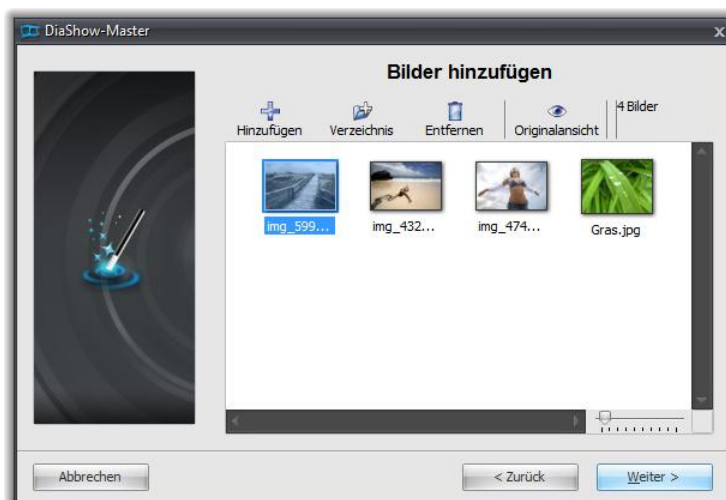 DiaShow-Master
x
Bilder hinzufügen
Hinzufügen Verzeichnis Entfernen Originalansicht 4 Bilder
img_599... img_432... img_474... Gras.jpg
Abbrechen < Zurück Weiter >